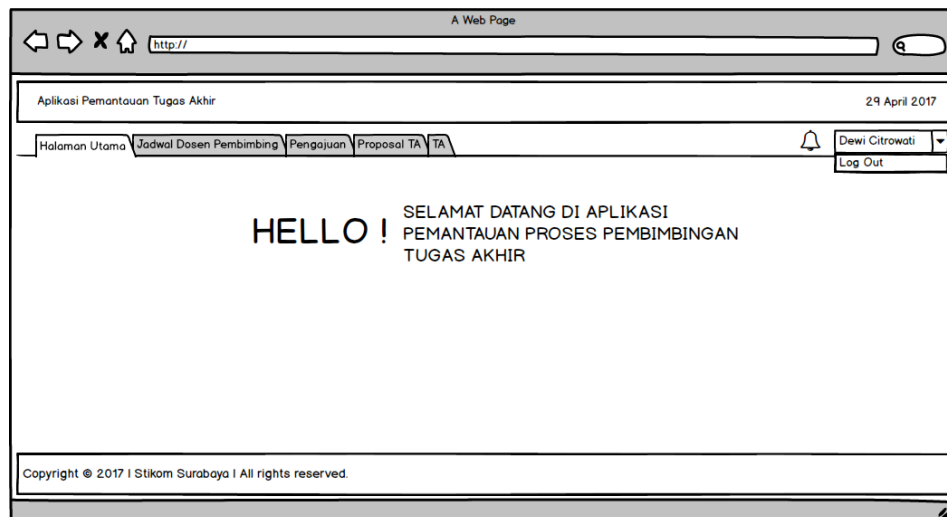 A Web Page
http://
Aplikasi Pemantauan Tugas Akhir
29 April 2017
Halaman Utama
Jadwal Dosen Pembimbing
Pengajuan
Proposal TA
TA
Dewi Citrowati
Log Out
HELLO !
SELAMAT DATANG DI APLIKASI
PEMANTAUAN PROSES PEMBIMBINGAN
TUGAS AKHIR
Copyright © 2017 | Stikom Surabaya | All rights reserved.